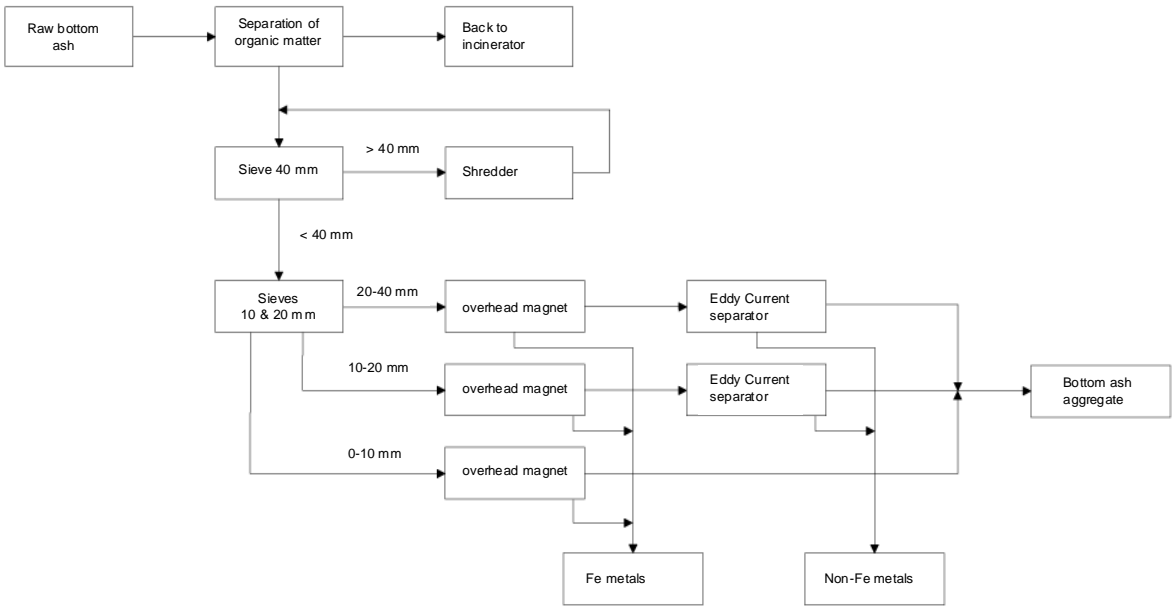 Raw bottom
ash
Separation of
organic matter
Back to
incinerator
> 40 mm
Sieve 40 mm
Shredder
< 40 mm
Sieves
10 & 20 mm
20-40 mm
overhead magnet
Eddy Current
separator
10-20 mm
overhead magnet
Eddy Current
separator
Bottom ash
aggregate
0-10 mm
overhead magnet
Fe metals
Non-Fe metals